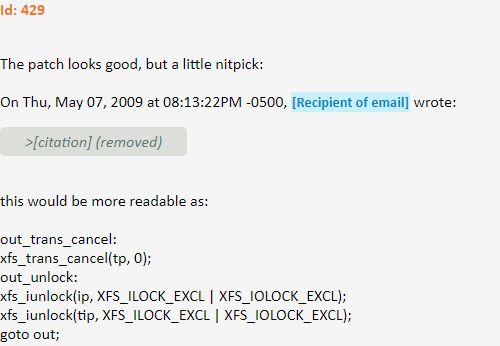 Id: 429
The patch looks good, but a little nitpick:
On Thu, May 07, 2009 at 08:13:22PM -0500, [Recipient of email] wrote:
>[citation] (removed)
this would be more readable as:
out_trans_cancel:
xfs_trans_cancel(tp, 0);
out_unlock:
xfs_iunlock(ip, XFS_ILOCK_EXCL | XFS_IOLOCK_EXCL);
xfs_iunlock(tip, XFS_ILOCK_EXCL | XFS_IOLOCK_EXCL);
goto out;